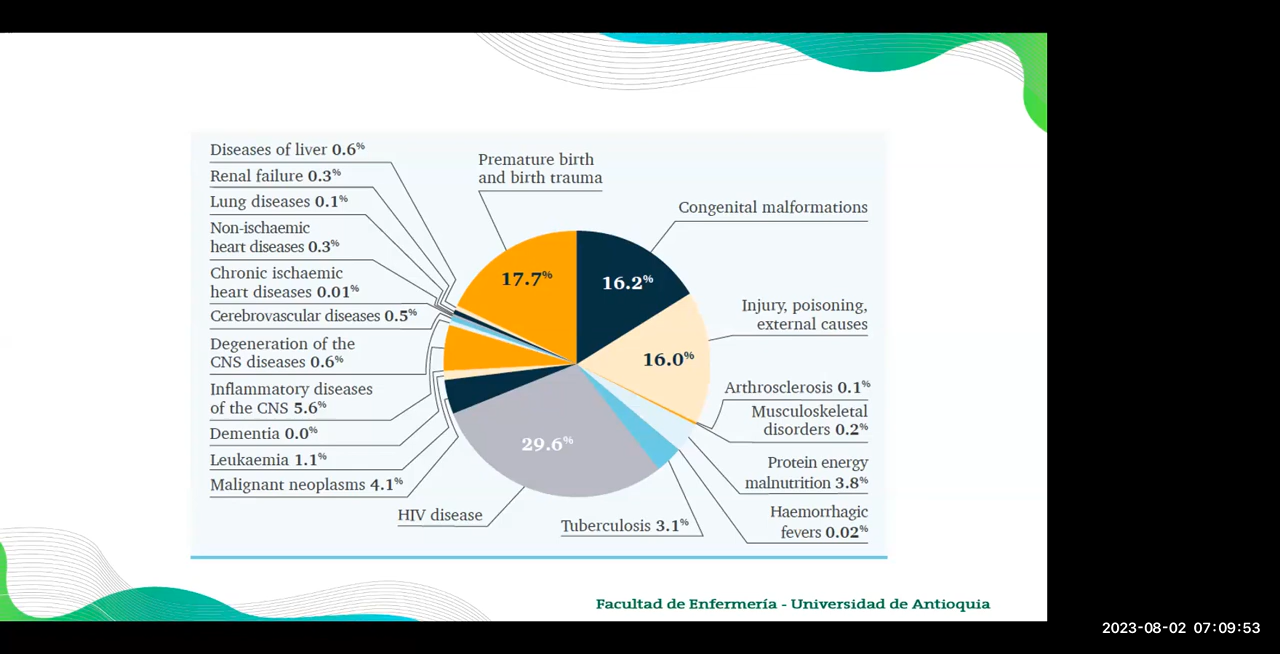 Diseases of liver 0.6%
Renal failure 0.3%
Lung diseases 0.1%
Non-ischaemic
heart diseases 0.3%
Chronic ischaemic
heart diseases 0.01%
Cerebrovascular diseases 0.5%
Degeneration of the
CNS diseases 0.6%
Inflammatory diseases
of the CNS 5.6%
Dementia 0.0%
Leukaemia 1.1%
Malignant neoplasms 4.1%
HIV disease
Premature birth
and birth trauma
17.7%
16.2%
16.0%
29.6%
Congenital malformations
Injury, poisoning,
external causes
Arthrosclerosis 0.1%
Musculoskeletal
disorders 0.2%
Protein energy
malnutrition 3.8%
Haemorrhagic
fevers 0.02%
Tuberculosis 3.1%
Facultad de Enfermería - Universidad de Antioquia
2023-08-02 07:09:53